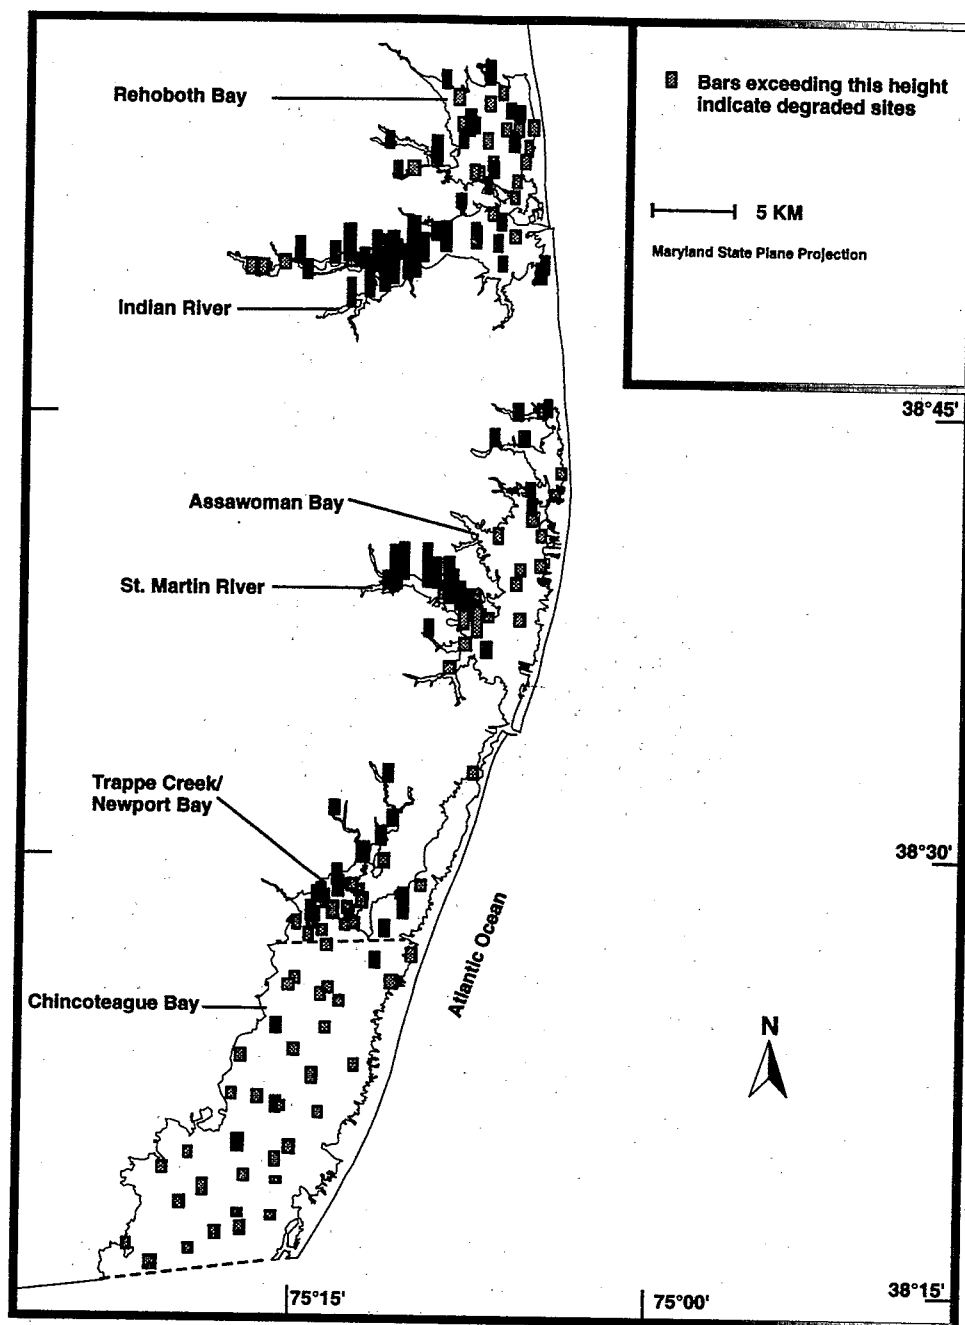 Rehoboth Bay
Bars exceeding this height
indicate degraded sites
5 KM
Maryland State Plane Projection
Indian River
38°45'
Assawoman Bay
St. Martin River
Trappe Creek/
Newport Bay
38°30'
Atlantic Ocean
Chincoteague Bay
N
75°15'
75°00'
38°15'